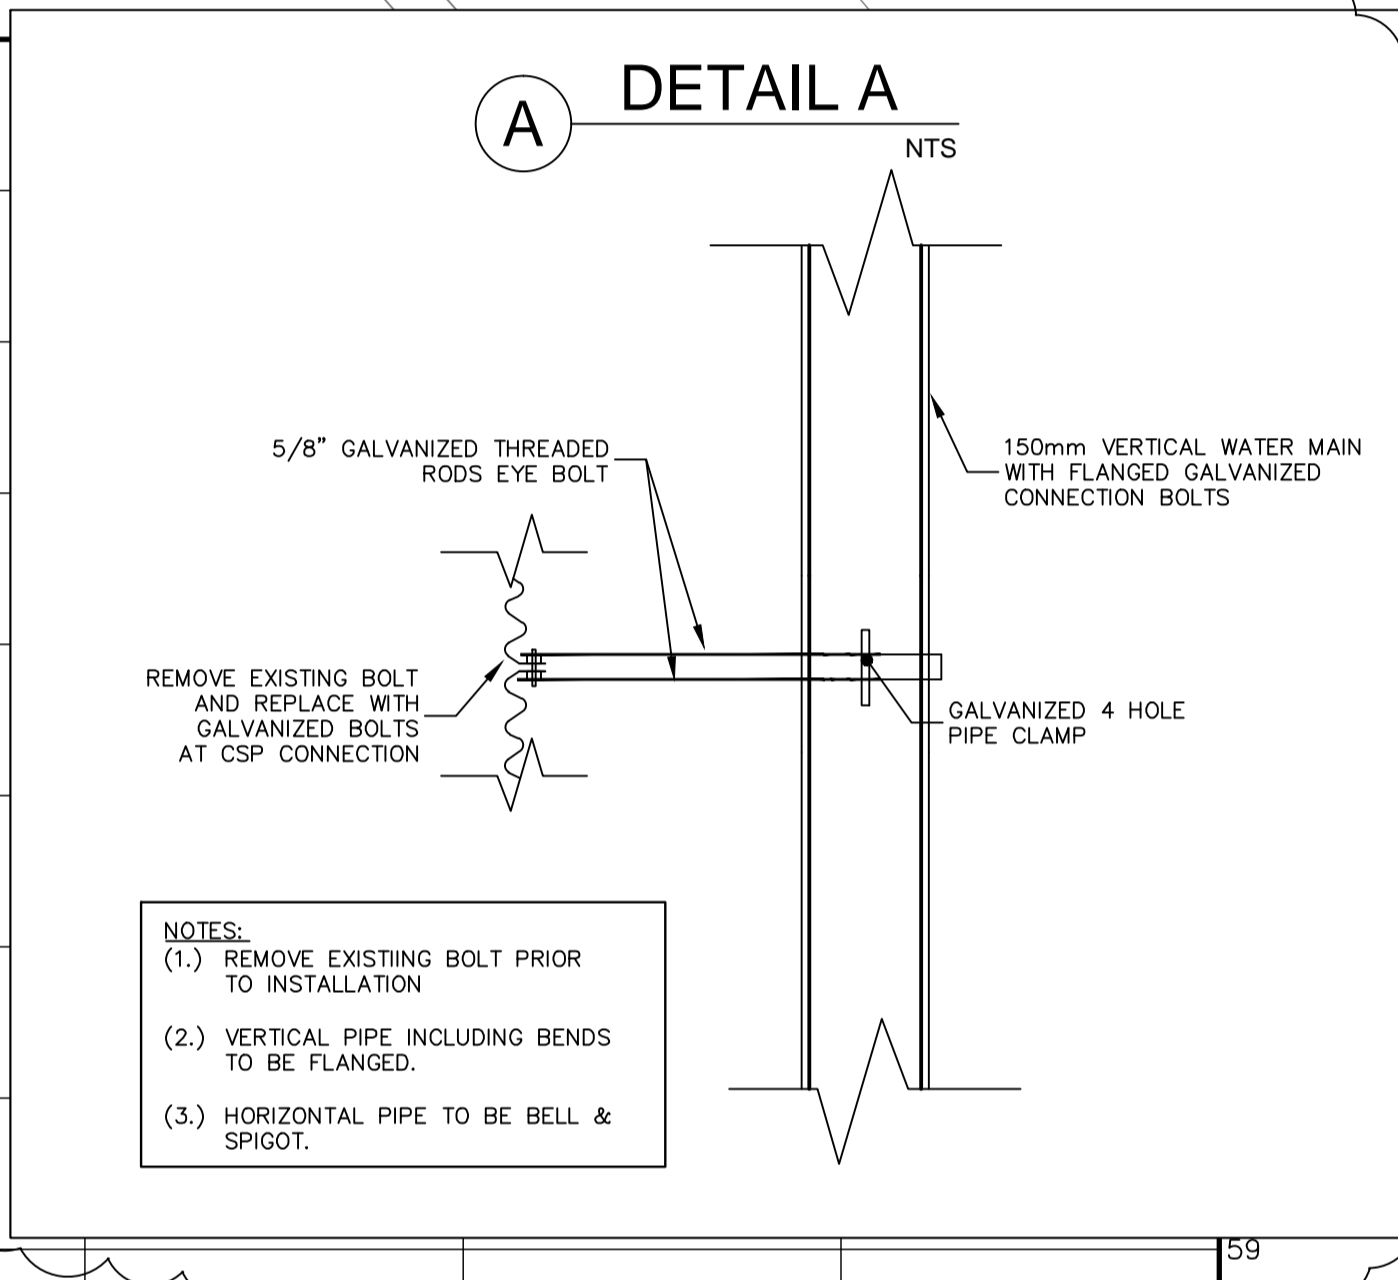 A
DETAIL A
NTS
5/8” GALVANIZED THREADED
RODS EYE BOLT
150mm VERTICAL WATER MAIN
WITH FLANGED GALVANIZED
CONNECTION BOLTS
REMOVE EXISTING BOLT
AND REPLACE WITH
GALVANIZED BOLTS
AT CSP CONNECTION
GALVANIZED 4 HOLE
PIPE CLAMP
NOTES:
(1.) REMOVE EXISTIING BOLT PRIOR
TO INSTALLATION
(2.) VERTICAL PIPE INCLUDING BENDS
TO BE FLANGED.
(3.) HORIZONTAL PIPE TO BE BELL &
SPIGOT.
59